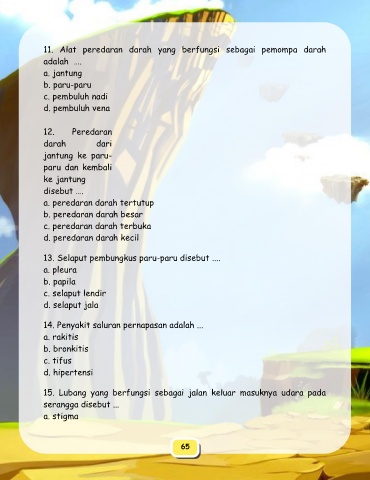 11. Alat peredaran darah yang berfungsi sebagai pemompa darah
adalah ....
a. jantung
b. paru-paru
c. pembuluh nadi
d. pembuluh vena
12. Peredaran
darah dari
jantung ke paru-
paru dan kembali
ke jantung
disebut ....
a. peredaran darah tertutup
b. peredaran darah besar
c. peredaran darah terbuka
d. peredaran darah kecil
13. Selaput pembungkus paru-paru disebut ....
a. pleura
b. papila
c. selaput lendir
d. selaput jala
14. Penyakit saluran pernapasan adalah ...
a. rakitis
b. bronkitis
c. tifus
d. hipertensi
15. Lubang yang berfungsi sebagai jalan keluar masuknya udara pada
serangga disebut ...
a. stigma
65